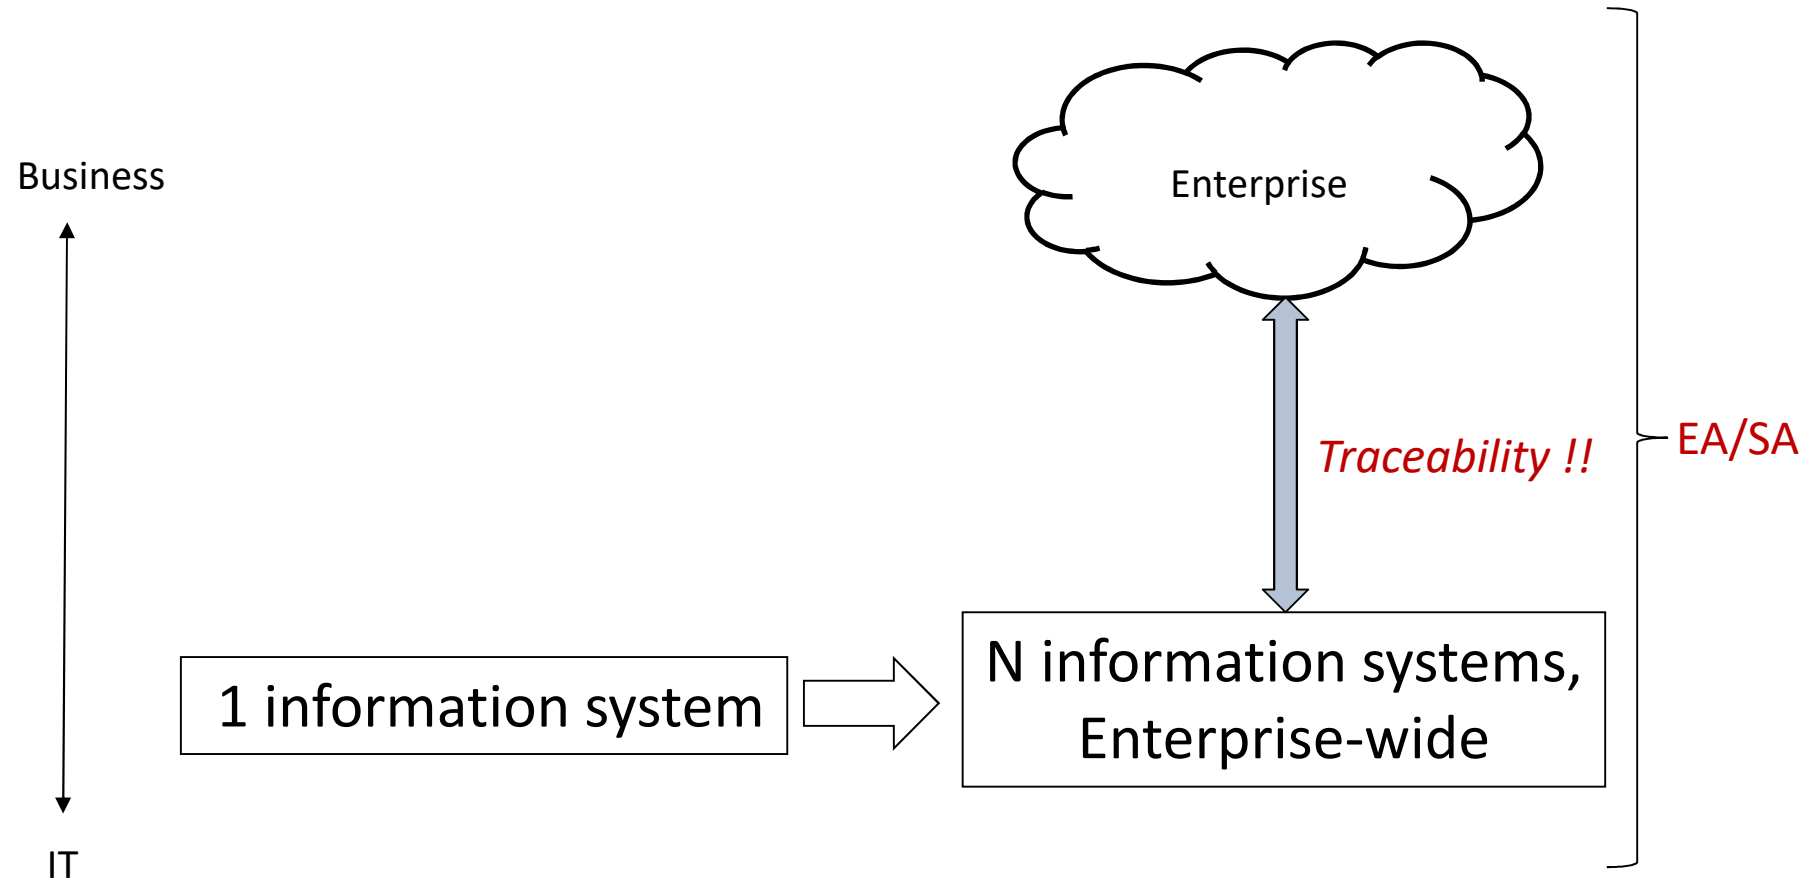 Business
Enterprise
Traceability !!
EA/SA
1 information system
N information systems,
Enterprise-wide
IT